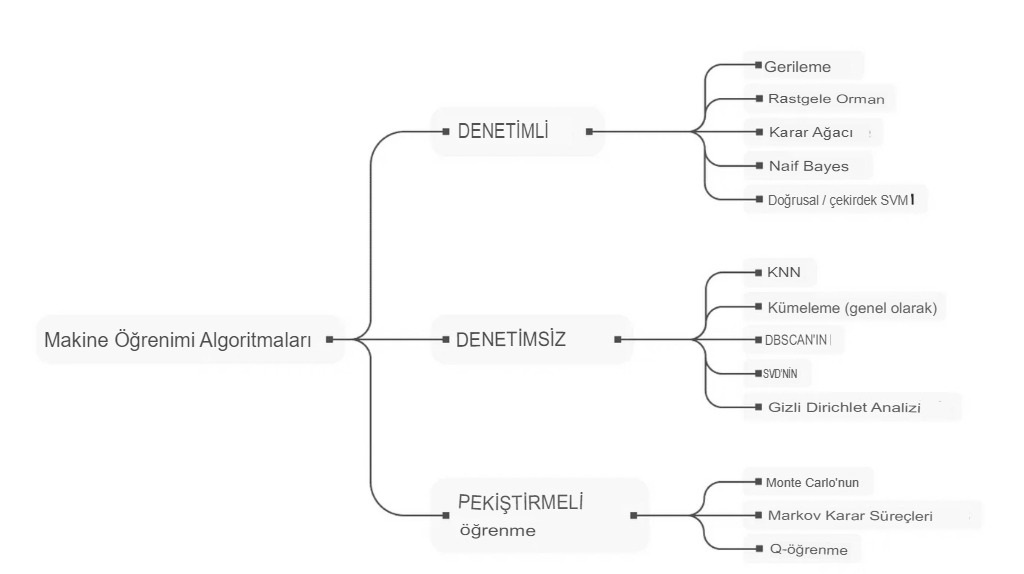 Makine Öğrenimi Algoritmaları
DENETİMLİ
Gerileme
Rastgele Orman
Karar Ağacı
Naif Bayes
Doğrusal / çekirdek SVM
DENETİMSİZ
KNN
Kümeleme (genel olarak)
DBSCAN'IN
SVD'NİN
Gizli Dirichlet Analizi
PEKİŞTİRMELİ
öğrenme
Monte Carlo'nun
Markov Karar Süreçleri
Q-öğrenme